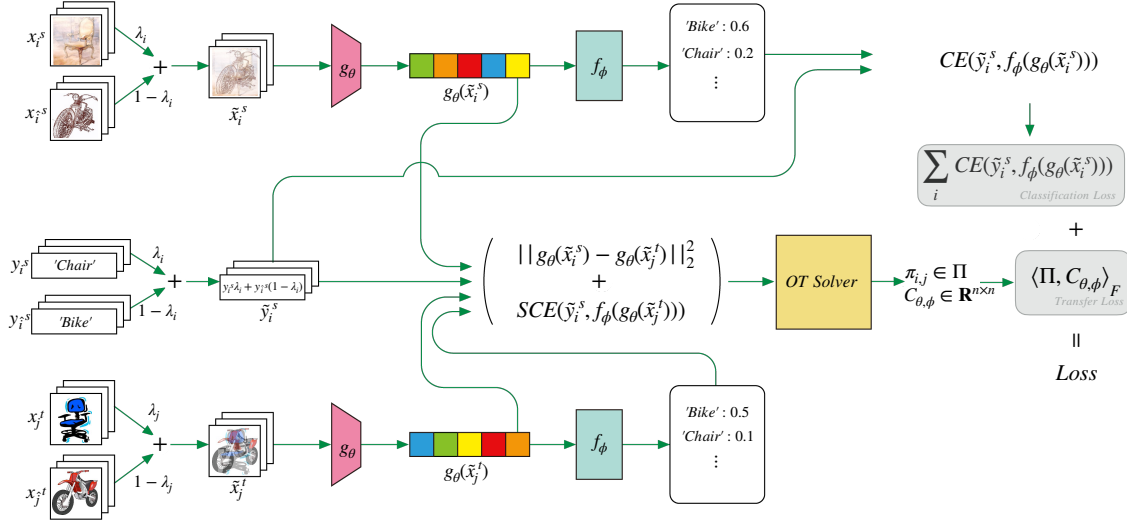 x_i^s
λ_i
+
x_î^s
1 − λ_i
x̃_i^s
g_θ
g_θ(x̃_i^s)
f_ϕ
'Bike' : 0.6
'Chair' : 0.2
⋮
CE(ỹ_i^s, f_ϕ(g_θ(x̃_i^s)))
∑_i CE(ỹ_i^s, f_ϕ(g_θ(x̃_i^s)))
Classification Loss
+
y_i^s
'Chair'
λ_i
+
y_î^s
'Bike'
1 − λ_i
y_i^s λ_i + y_î^s(1 − λ_i)
ỹ_i^s
( ||g_θ(x̃_i^s) − g_θ(x̃_j^t)||_2^2
+
SCE(ỹ_i^s, f_ϕ(g_θ(x̃_j^t))) )
OT Solver
π_{i,j} ∈ Π
C_{θ,ϕ} ∈ R^{n×n}
⟨Π, C_{θ,ϕ}⟩_F
Transfer Loss
=
Loss
x_j^t
λ_j
+
x_ĵ^t
1 − λ_j
x̃_j^t
g_θ
g_θ(x̃_j^t)
f_ϕ
'Bike' : 0.5
'Chair' : 0.1
⋮